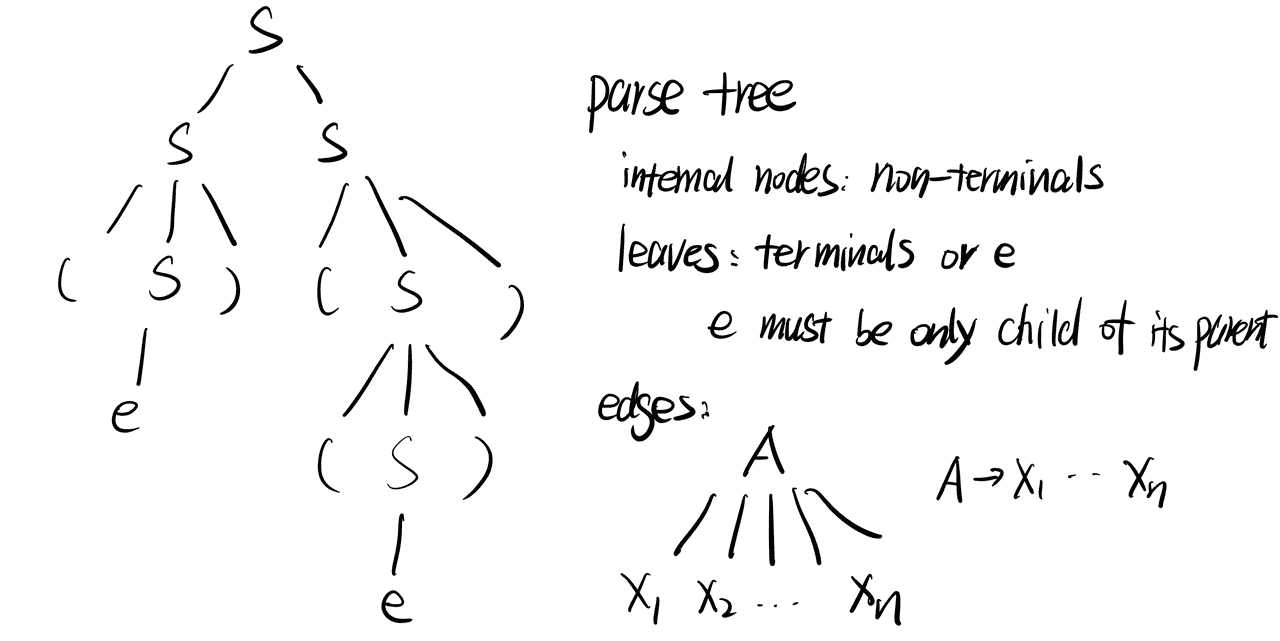 S
S S
( S ) ( S )
e
( S )
e
parse tree
internal nodes: non-terminals
leaves: terminals or e
e must be only child of its parent
edges:
A
X1 X2 ... Xn
A → X1 ... Xn